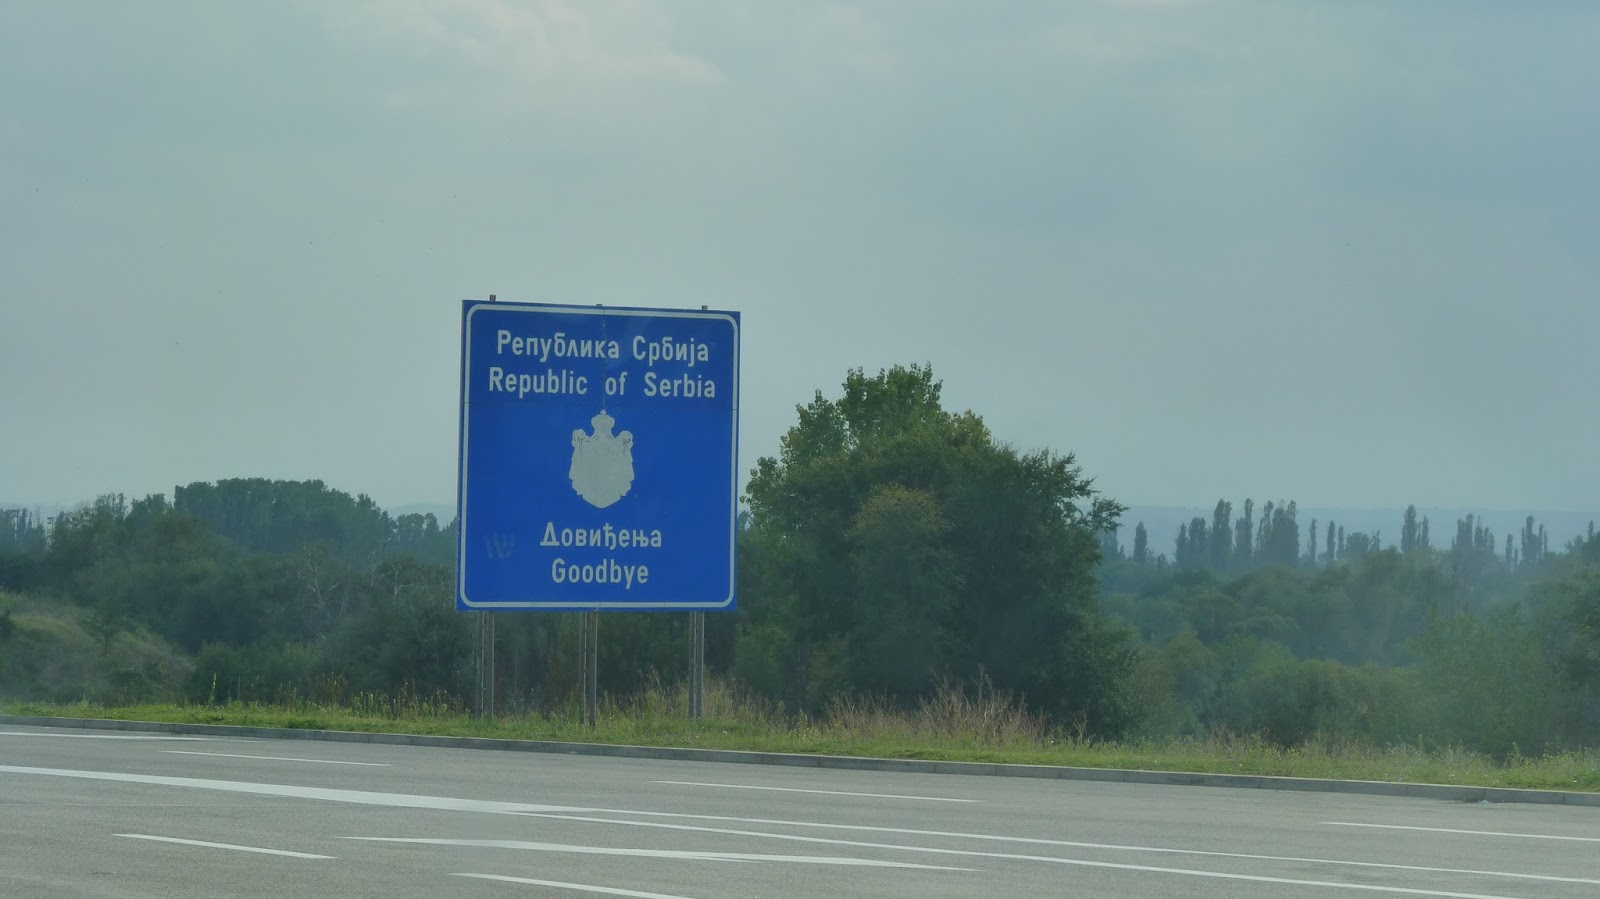 Република Србија
Republic of Serbia
Довиђења
Goodbye